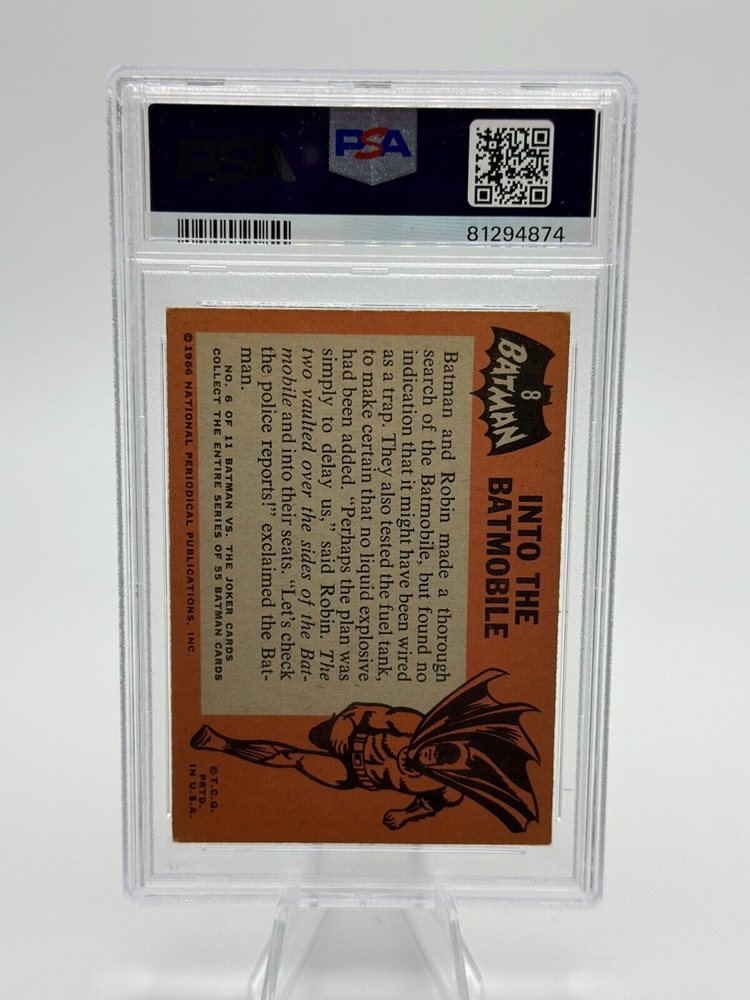 PSA
PSA
81294874
8
BATMAN
INTO THE
BATMOBILE
Batman and Robin made a thorough
search of the Batmobile, but found no
indication that it might have been wired
as a trap. They also tested the fuel tank,
to make certain that no liquid explosive
had been added. “Perhaps the plan was
simply to delay us,” said Robin. The
two vaulted over the sides of the Bat-
mobile and into their seats. “Let’s check
the police reports!” exclaimed the Bat-
man.
NO. 6 OF 11 BATMAN VS. THE JOKER CARDS
COLLECT THE ENTIRE SERIES OF 55 BATMAN CARDS
© 1966 NATIONAL PERIODICAL PUBLICATIONS, INC.
© T.C.G.
PRTD.
IN U.S.A.